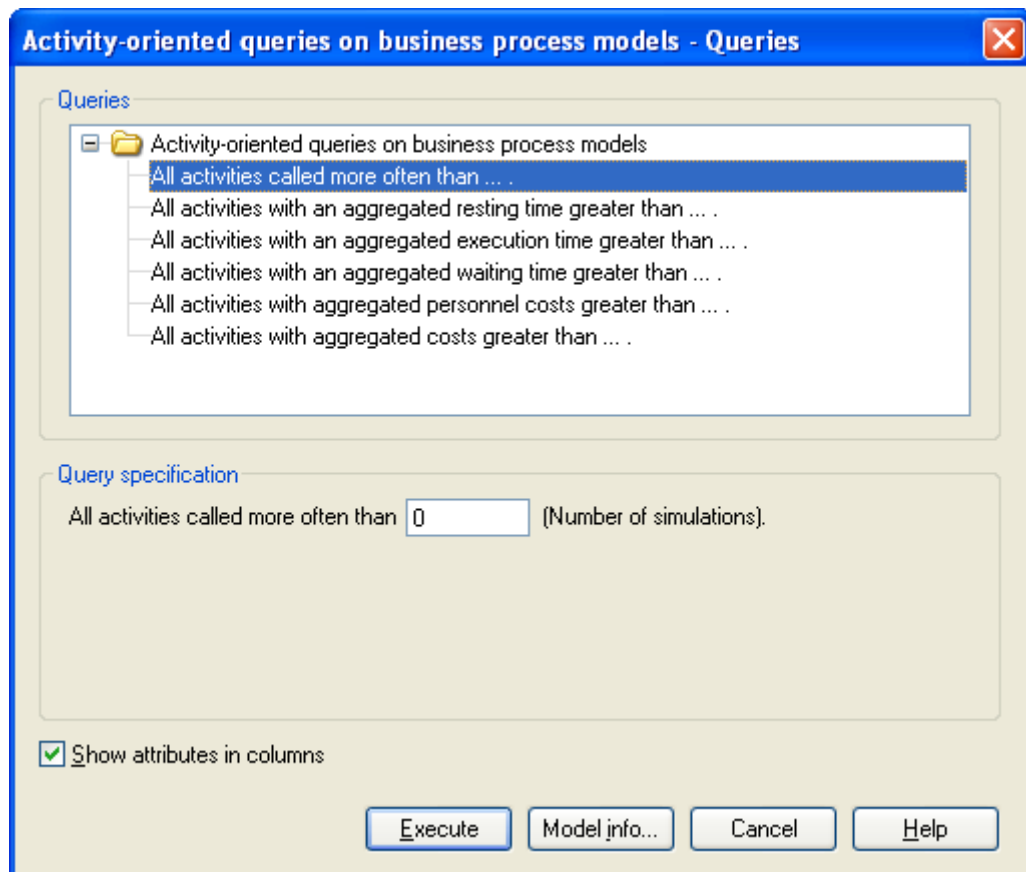 Activity-oriented queries on business process models - Queries
Queries
Activity-oriented queries on business process models
All activities called more often than ... .
All activities with an aggregated resting time greater than ... .
All activities with an aggregated execution time greater than ... .
All activities with an aggregated waiting time greater than ... .
All activities with aggregated personnel costs greater than ... .
All activities with aggregated costs greater than ... .
Query specification
All activities called more often than 0 (Number of simulations).
Show attributes in columns
Execute Model info... Cancel Help